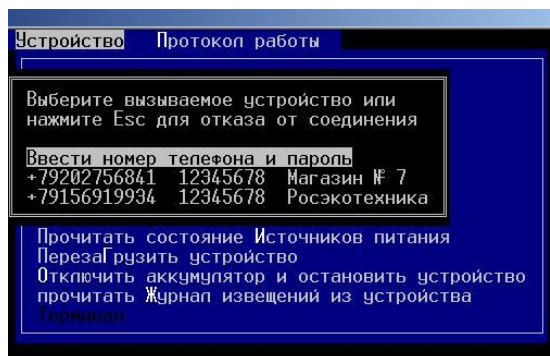 Устройство Протокол работы
Выберите вызываемое устройство или
нажмите Esc для отказа от соединения
Ввести номер телефона и пароль
+79202756841 12345678 Магазин № 7
+79156919934 12345678 Росэкотехника
Прочитать состояние Источников питания
ПерезаГрузить устройство
Отключить аккумулятор и остановить устройство
прочитать Журнал извещений из устройства
Терминал